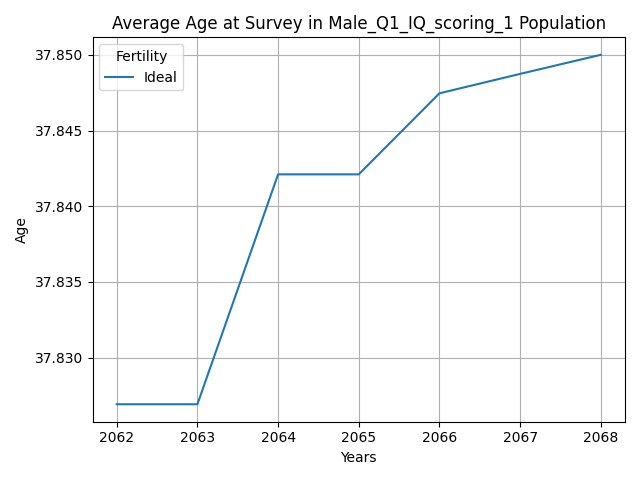 Average Age at Survey in Male_Q1_IQ_scoring_1 Population
Fertility
Ideal
37.850
37.845
37.840
37.835
37.830
Age
2062 2063 2064 2065 2066 2067 2068
Years